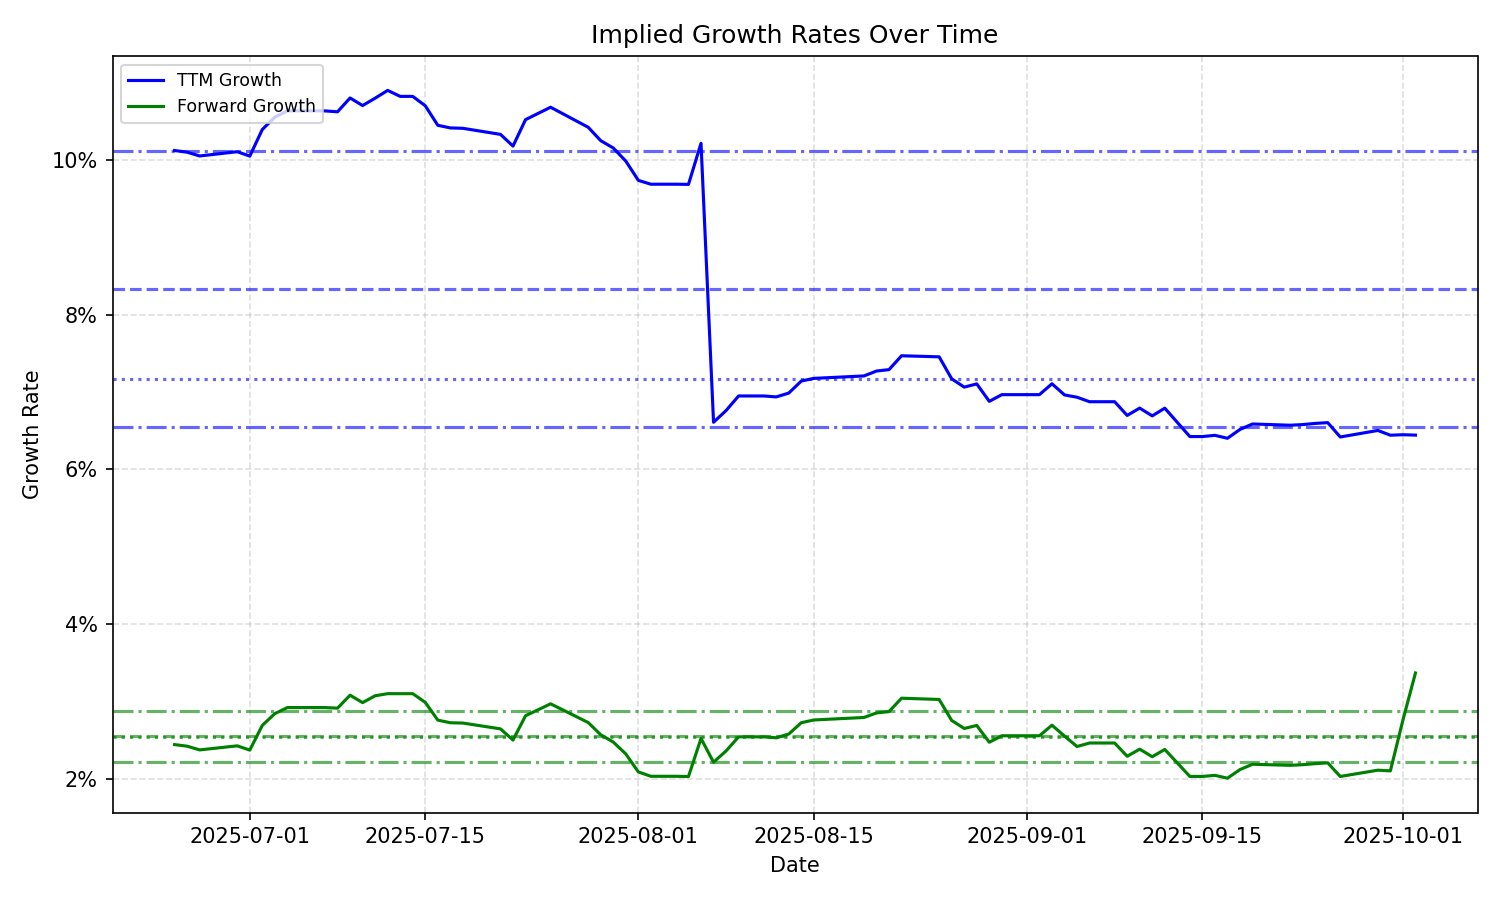 Implied Growth Rates Over Time
TTM Growth
Forward Growth
10%
8%
6%
4%
2%
Growth Rate
2025-07-01
2025-07-15
2025-08-01
2025-08-15
2025-09-01
2025-09-15
2025-10-01
Date